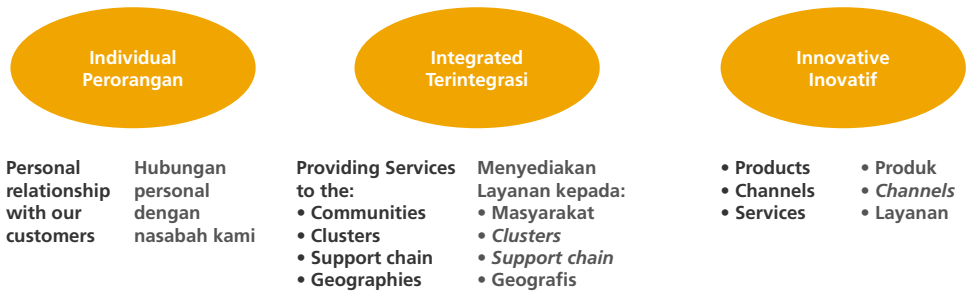 Individual
Perorangan
Integrated
Terintegrasi
Innovative
Inovatif
Personal
relationship
with our
customers
Hubungan
personal
dengan
nasabah kami
Providing Services
to the:
• Communities
• Clusters
• Support chain
• Geographies
Menyediakan
Layanan kepada:
• Masyarakat
• Clusters
• Support chain
• Geografis
• Products
• Channels
• Services
• Produk
• Channels
• Layanan